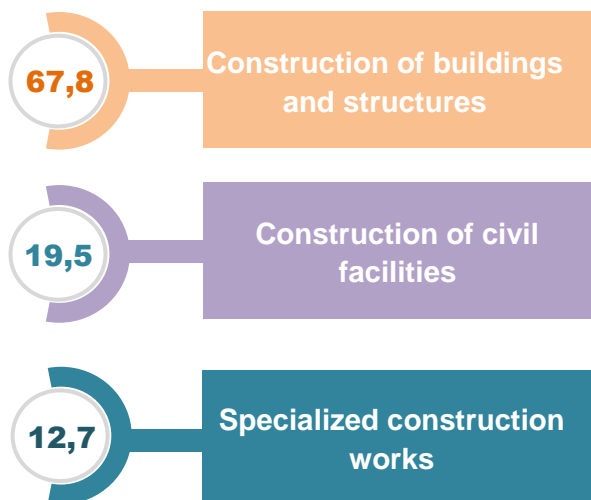 67,8
Construction of buildings
and structures
19,5
Construction of civil
facilities
12,7
Specialized construction
works